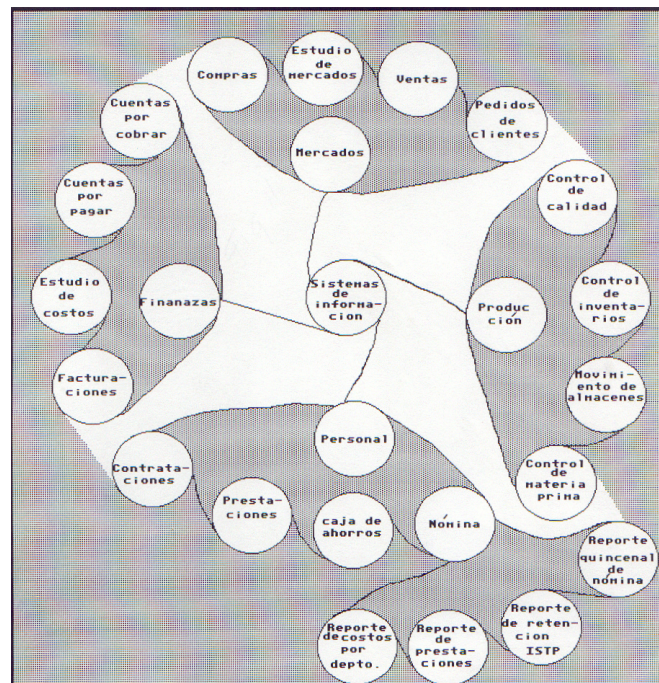 Compras
Estudio
de
mercados
Ventas
Pedidos
de
clientes
Cuentas
por
cobrar
Mercados
Control
de
calidad
Cuentas
por
pagar
Estudio
de
costos
Finanazas
Sistemas
de
informacion
Produc
ción
Control
de
inventa-
rios
Factura-
ciones
Movimi-
ento de
almacenes
Contrata-
ciones
Personal
Control
de
materia
prima
Presta-
ciones
caja de
ahorros
Nómina
Reporte
quincenal
de
nómina
Reporte
de costos
por
depto.
Reporte
de
presta-
ciones
Reporte
de reten-
cion
ISTP